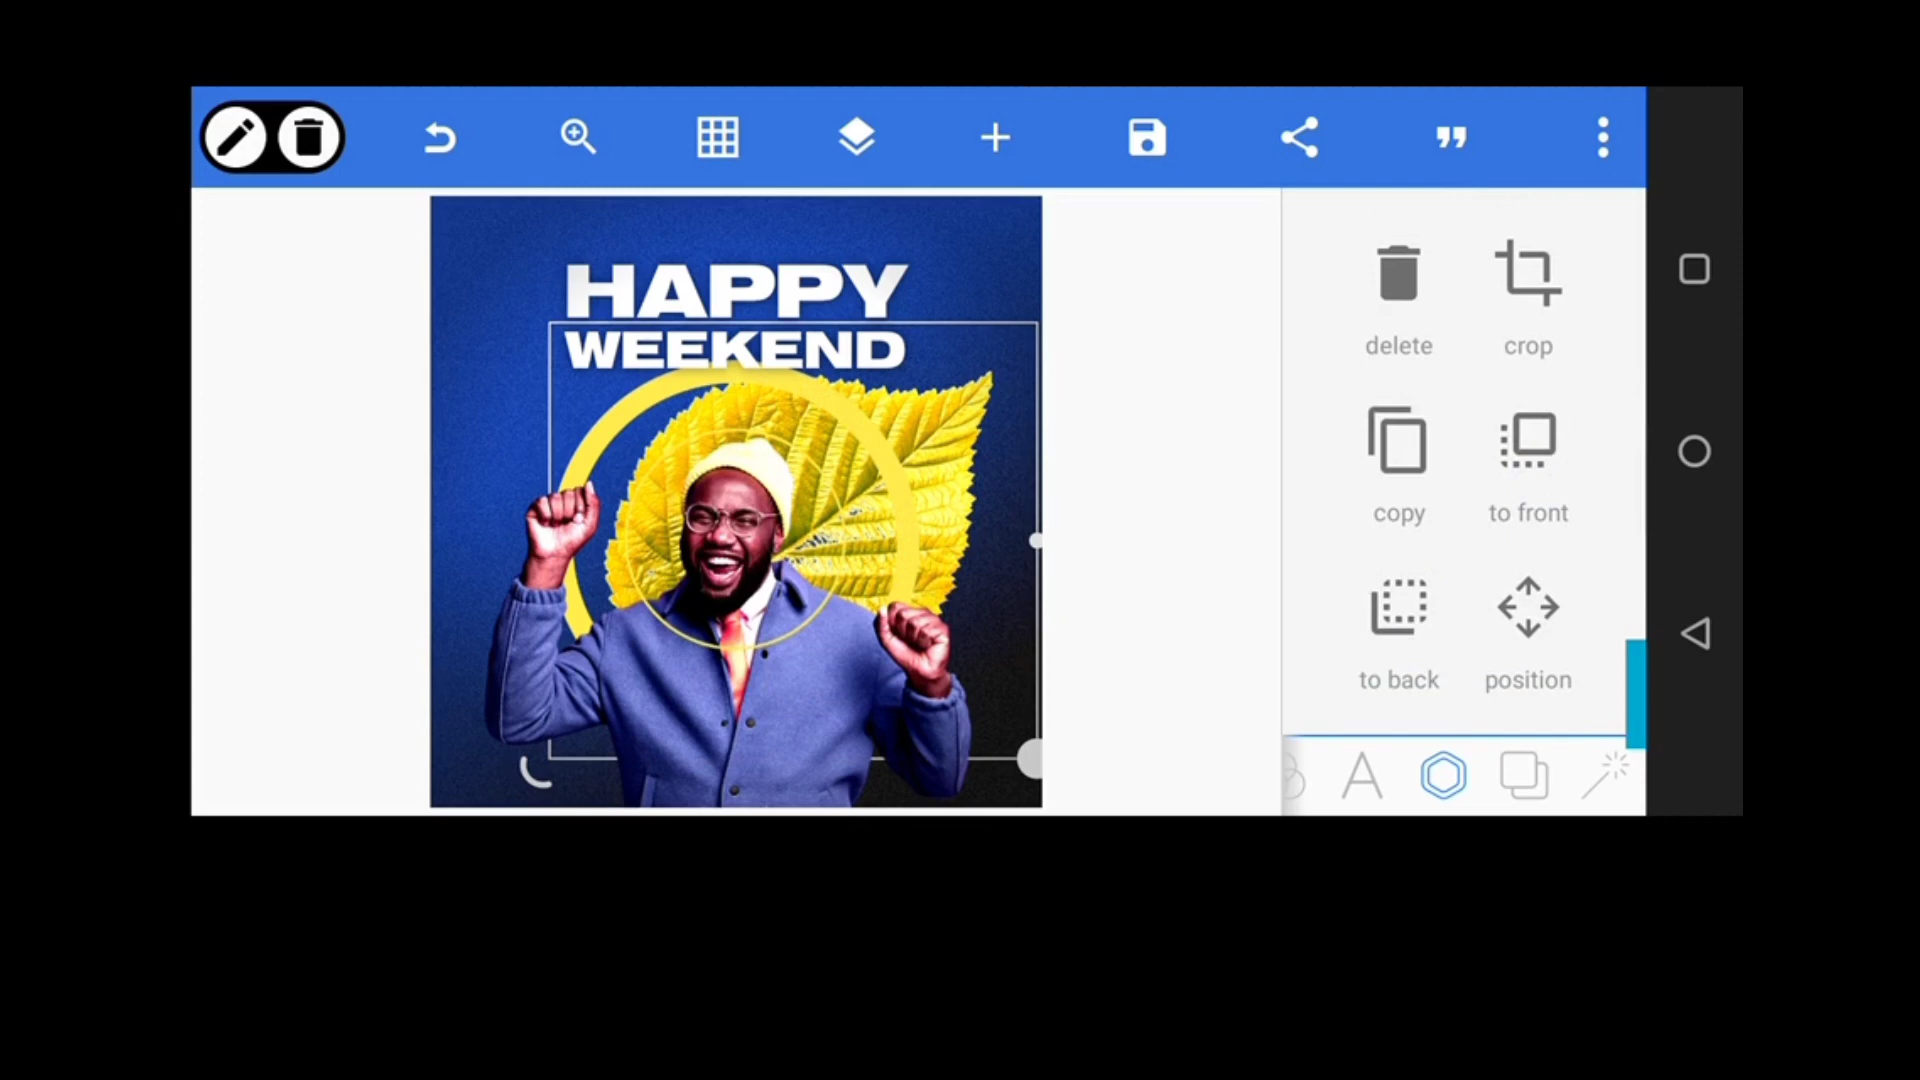 HAPPY
WEEKEND
delete
crop
copy
to front
to back
position